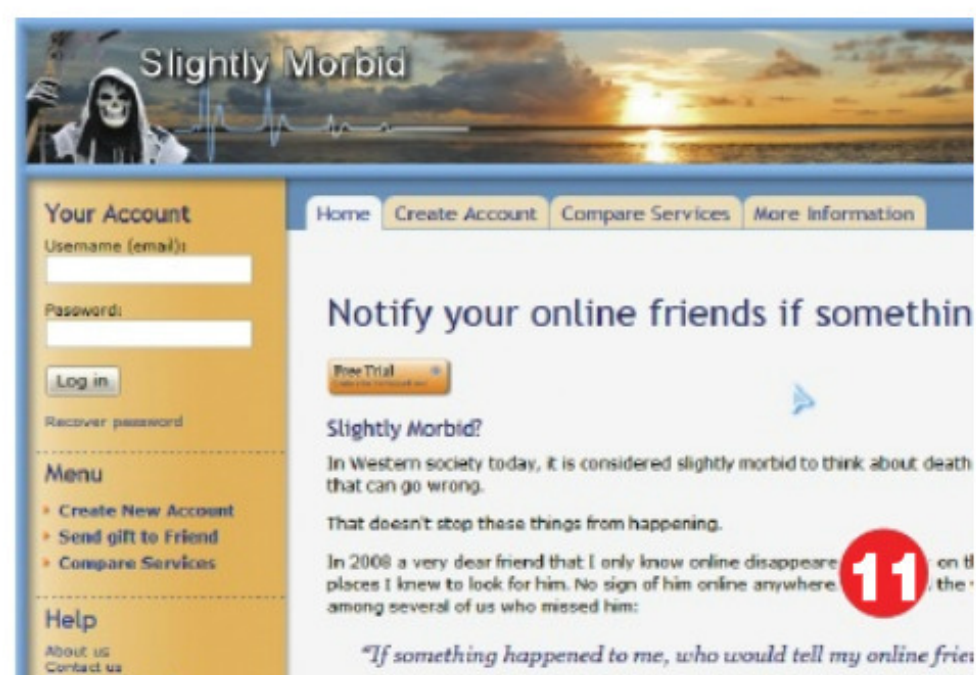 Slightly Morbid
Your Account
Username (email):
Password:
Log in
Recover password
Menu
Create New Account
Send gift to Friend
Compare Services
Help
About us
Contact us
Home
Create Account
Compare Services
More Information
Notify your online friends if somethin
Free Trial
Slightly Morbid?
In Western society today, it is considered slightly morbid to think about death
that can go wrong.
That doesn't stop these things from happening.
In 2008 a very dear friend that I only know online disappeare on th
places I knew to look for him. No sign of him online anywhere. the
among several of us who missed him:
"If something happened to me, who would tell my online frie
11